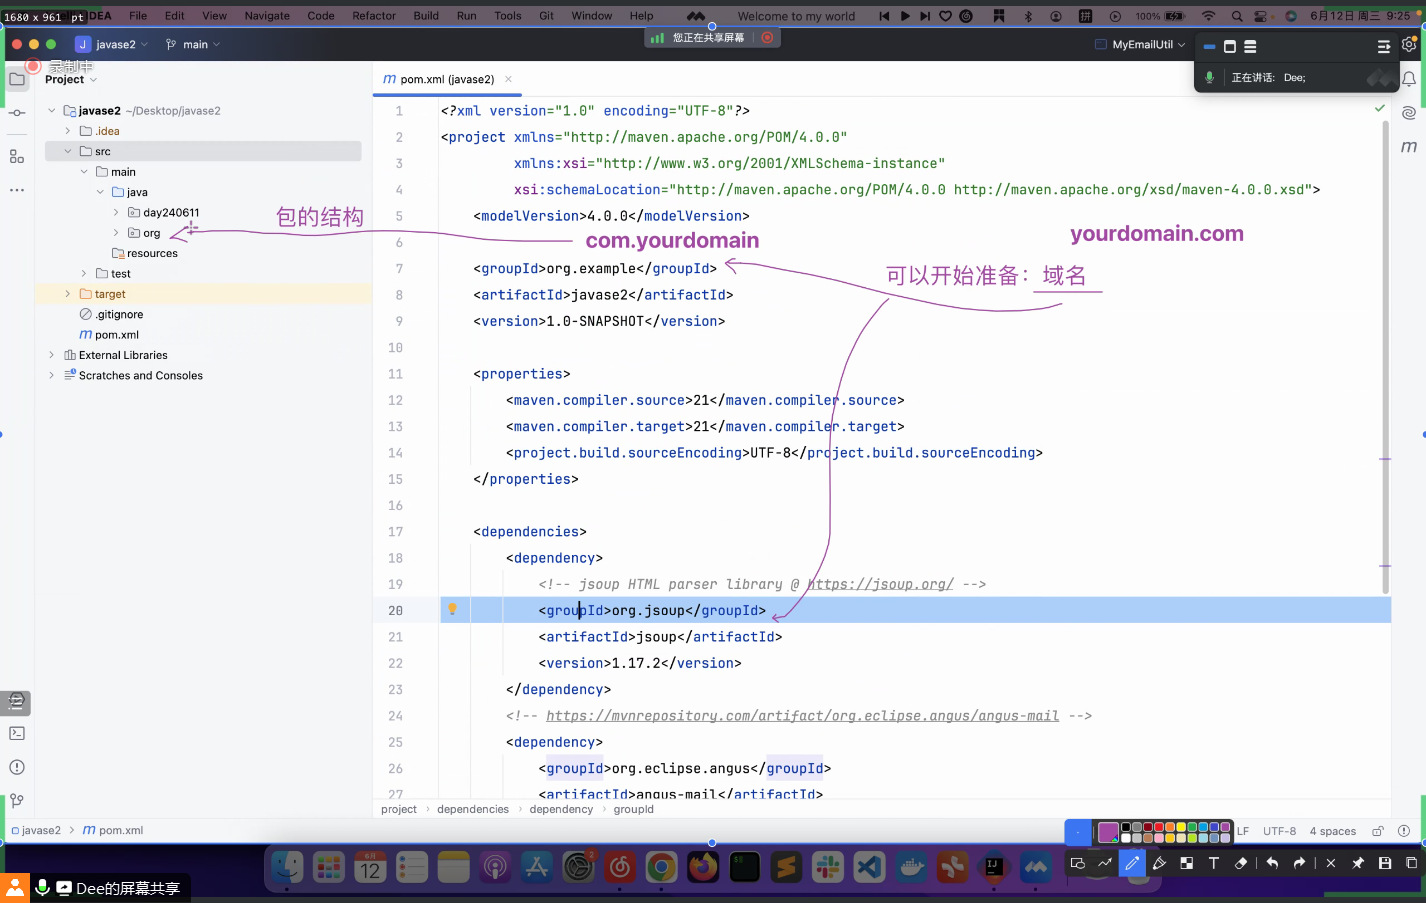 1680 x 961 pt
IDEA File Edit View Navigate Code Refactor Build Run Tools Git Window Help
Welcome to my world
100%
6月12日 周三 9:25
J javase2
main
您正在共享屏幕
MyEmailUtil
正在讲话: Dee;
录制中
Project
m pom.xml (javase2)
javase2 ~/Desktop/javase2
.idea
src
main
java
day240611
org
resources
test
target
.gitignore
m pom.xml
External Libraries
Scratches and Consoles
包的结构
com.yourdomain
yourdomain.com
可以开始准备：域名
1 <?xml version="1.0" encoding="UTF-8"?>
2 <project xmlns="http://maven.apache.org/POM/4.0.0"
3 xmlns:xsi="http://www.w3.org/2001/XMLSchema-instance"
4 xsi:schemaLocation="http://maven.apache.org/POM/4.0.0 http://maven.apache.org/xsd/maven-4.0.0.xsd">
5 <modelVersion>4.0.0</modelVersion>
6
7 <groupId>org.example</groupId>
8 <artifactId>javase2</artifactId>
9 <version>1.0-SNAPSHOT</version>
10
11 <properties>
12 <maven.compiler.source>21</maven.compiler.source>
13 <maven.compiler.target>21</maven.compiler.target>
14 <project.build.sourceEncoding>UTF-8</project.build.sourceEncoding>
15 </properties>
16
17 <dependencies>
18 <dependency>
19 <!-- jsoup HTML parser library @ https://jsoup.org/ -->
20 <groupId>org.jsoup</groupId>
21 <artifactId>jsoup</artifactId>
22 <version>1.17.2</version>
23 </dependency>
24 <!-- https://mvnrepository.com/artifact/org.eclipse.angus/angus-mail -->
25 <dependency>
26 <groupId>org.eclipse.angus</groupId>
27 <artifactId>angus-mail</artifactId>
project > dependencies > dependency > groupId
javase2 > m pom.xml
LF UTF-8 4 spaces
6月
12
2
Dee的屏幕共享